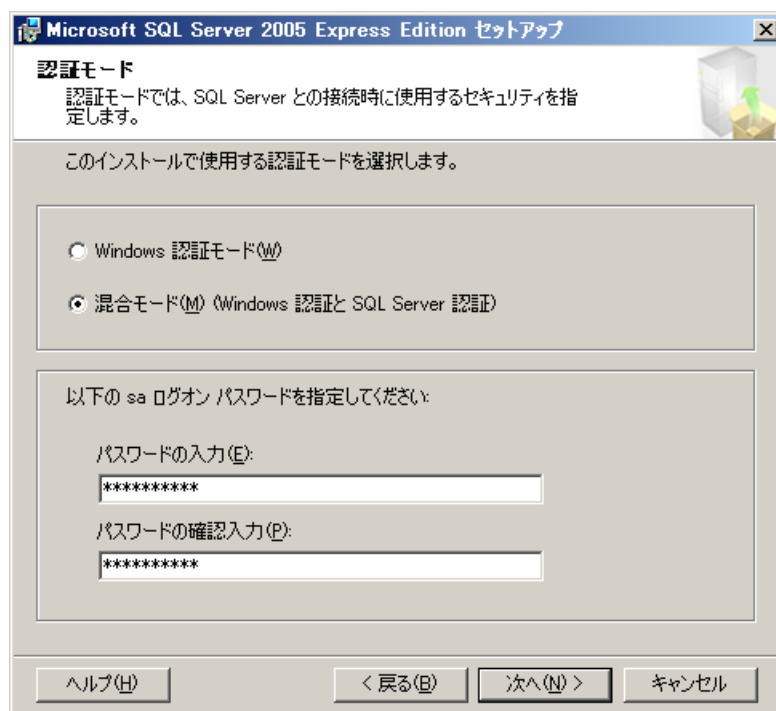 Microsoft SQL Server 2005 Express Edition セットアップ
認証モード
認証モードでは、SQL Server との接続時に使用するセキュリティを指
定します。
このインストールで使用する認証モードを選択します。
Windows 認証モード(W)
混合モード(M) (Windows 認証と SQL Server 認証)
以下の sa ログオン パスワードを指定してください:
パスワードの入力(E):
**********
パスワードの確認入力(P):
**********
ヘルプ(H)
< 戻る(B)
次へ(N) >
キャンセル